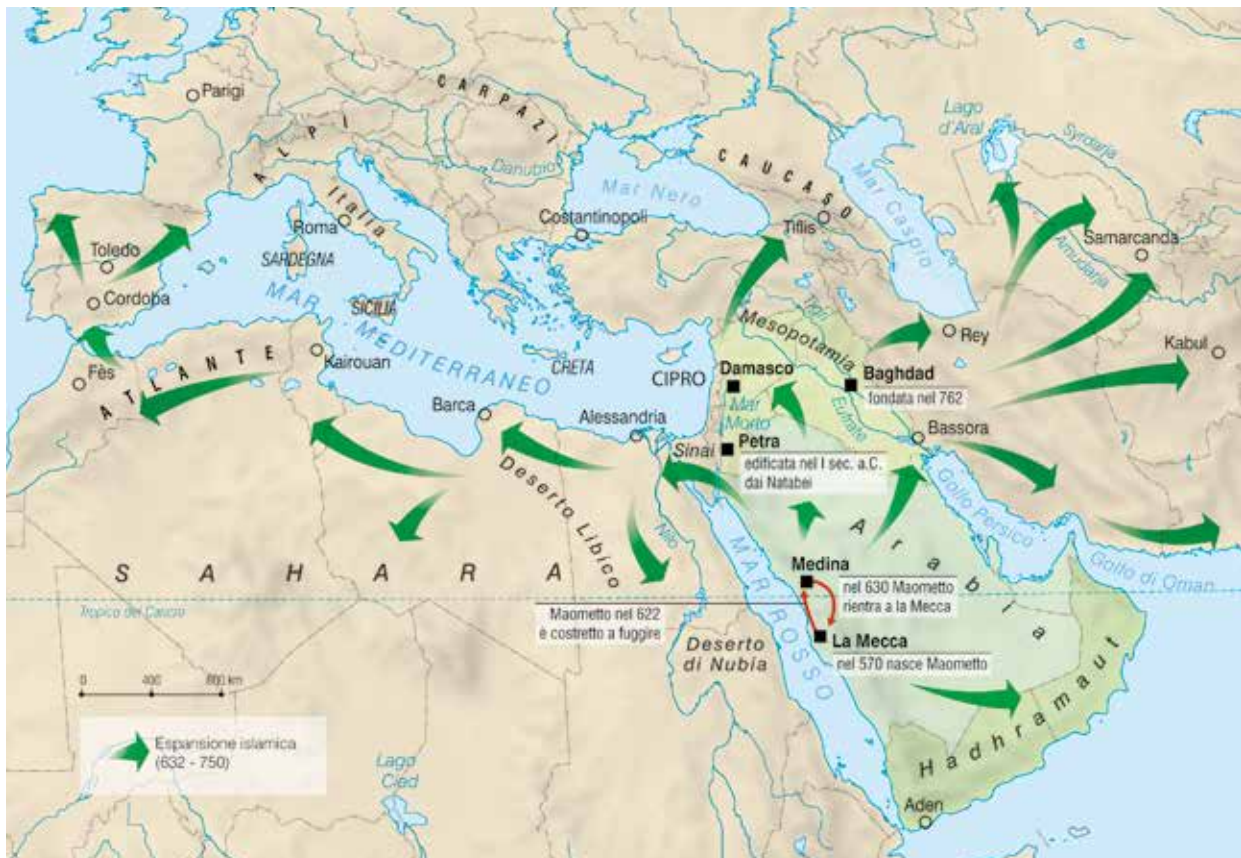 Parigi
CARPAZI
ALPI
Danubio
Lago
d'Aral
Syrdarja
CAUCASO
Mar Nero
Mar Caspio
Italia
Roma
Costantinopoli
Tiflis
Samarcanda
Amudarja
Toledo
SARDEGNA
Cordoba
MAR MEDITERRANEO
SICILIA
Tigri
Mesopotamia
Rey
Kabul
Fès
ATLANTE
Kairouan
CRETA
CIPRO
Damasco
Baghdad
fondata nel 762
Mar
Morto
Eufrate
Barca
Alessandria
Bassora
Sinai
Petra
edificata nel I sec. a.C.
dai Natabei
Deserto Libico
Nilo
Golfo Persico
Arabia
MAR ROSSO
Golfo di Oman
SAHARA
Medina
nel 630 Maometto
rientra a la Mecca
Tropico del Cancro
Maometto nel 622
è costretto a fuggire
La Mecca
nel 570 nasce Maometto
Deserto
di Nubia
Hadhramaut
0 400 800 km
Espansione islamica
(632 - 750)
Lago
Ciad
Aden